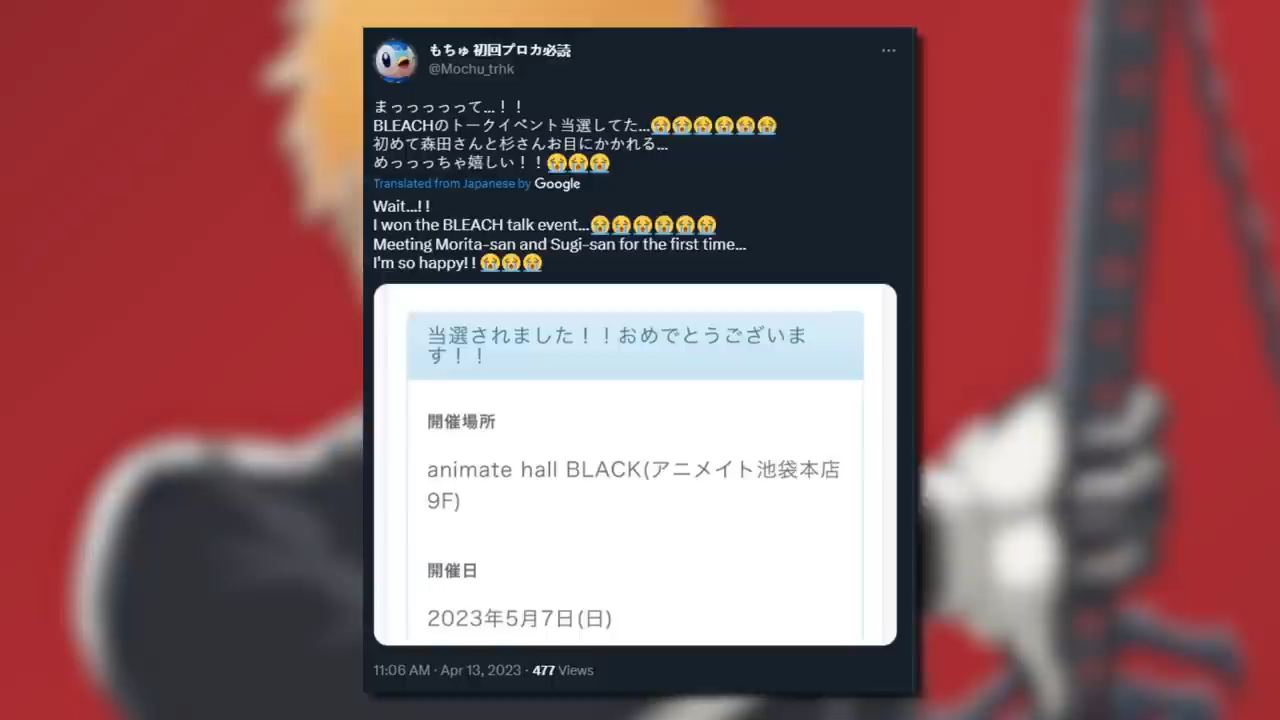 もちゅ 初回プロカ必読
@Mochu_trhk
まっっっっって...！！
BLEACHのトークイベント当選してた...😭😭😭😭😭😭
初めて森田さんと杉さんお目にかかれる...
めっっっちゃ嬉しい！！😭😭😭
Translated from Japanese by Google
Wait...!!
I won the BLEACH talk event...😭😭😭😭😭😭
Meeting Morita-san and Sugi-san for the first time...
I'm so happy!!😭😭😭
当選されました！！おめでとうございま
す！！
開催場所
animate hall BLACK(アニメイト池袋本店
9F)
開催日
2023年5月7日(日)
11:06 AM · Apr 13, 2023 · 477 Views